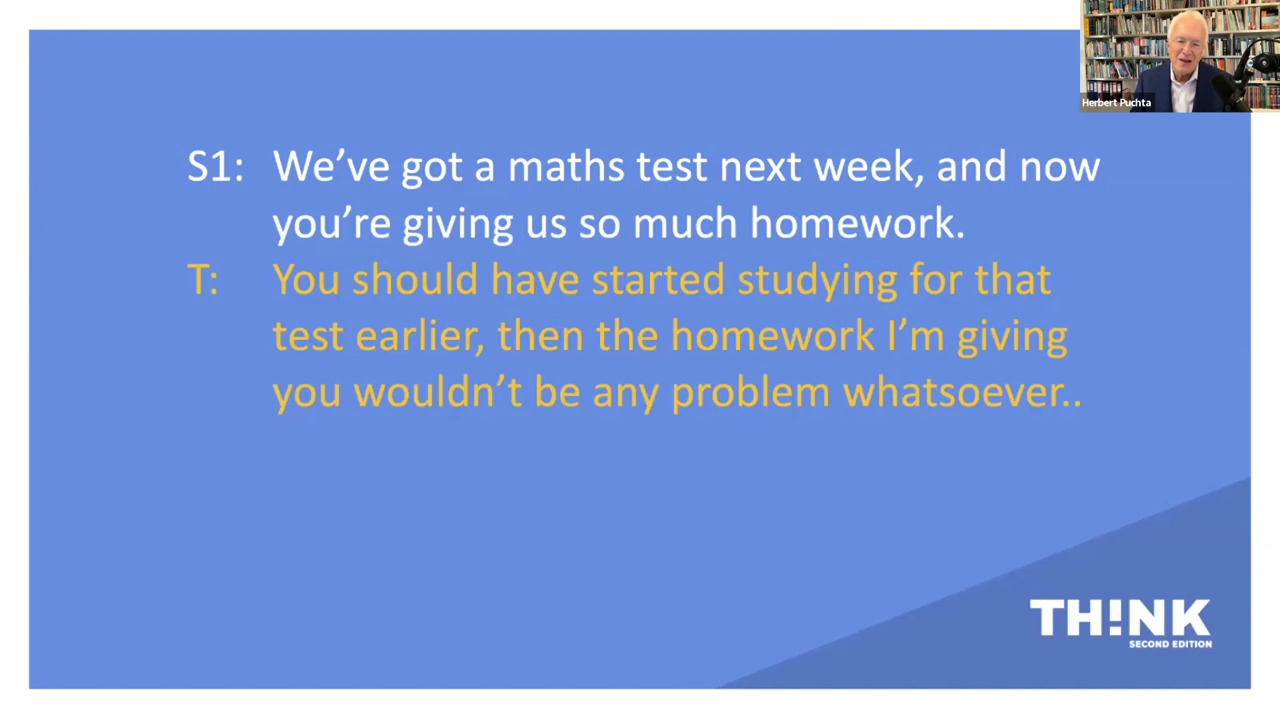 Herbert Puchta
S1: We've got a maths test next week, and now
you're giving us so much homework.
T: You should have started studying for that
test earlier, then the homework I'm giving
you wouldn't be any problem whatsoever..
TH!NK
SECOND EDITION